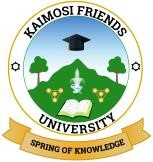 KAIMOSI FRIENDS
UNIVERSITY
SPRING OF KNOWLEDGE